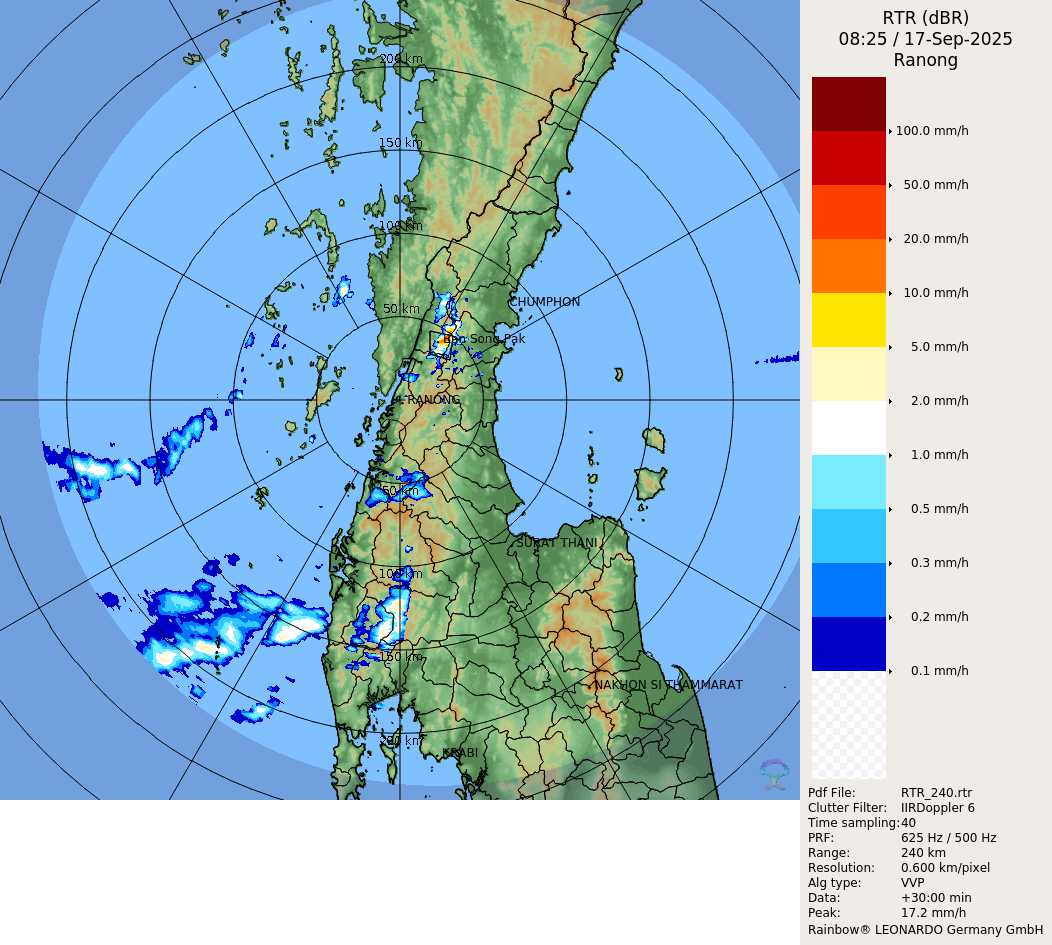 RTR (dBR)
08:25 / 17-Sep-2025
Ranong
200 km
150 km
100 km
50 km
CHUMPHON
Ban Song Pak
RANONG
50 km
SURAT THANI
100 km
150 km
NAKHON SI THAMMARAT
200 km
KRABI
100.0 mm/h
50.0 mm/h
20.0 mm/h
10.0 mm/h
5.0 mm/h
2.0 mm/h
1.0 mm/h
0.5 mm/h
0.3 mm/h
0.2 mm/h
0.1 mm/h
Pdf File: RTR_240.rtr
Clutter Filter: IIRDoppler 6
Time sampling: 40
PRF: 625 Hz / 500 Hz
Range: 240 km
Resolution: 0.600 km/pixel
Alg type: VVP
Data: +30:00 min
Peak: 17.2 mm/h
Rainbow® LEONARDO Germany GmbH